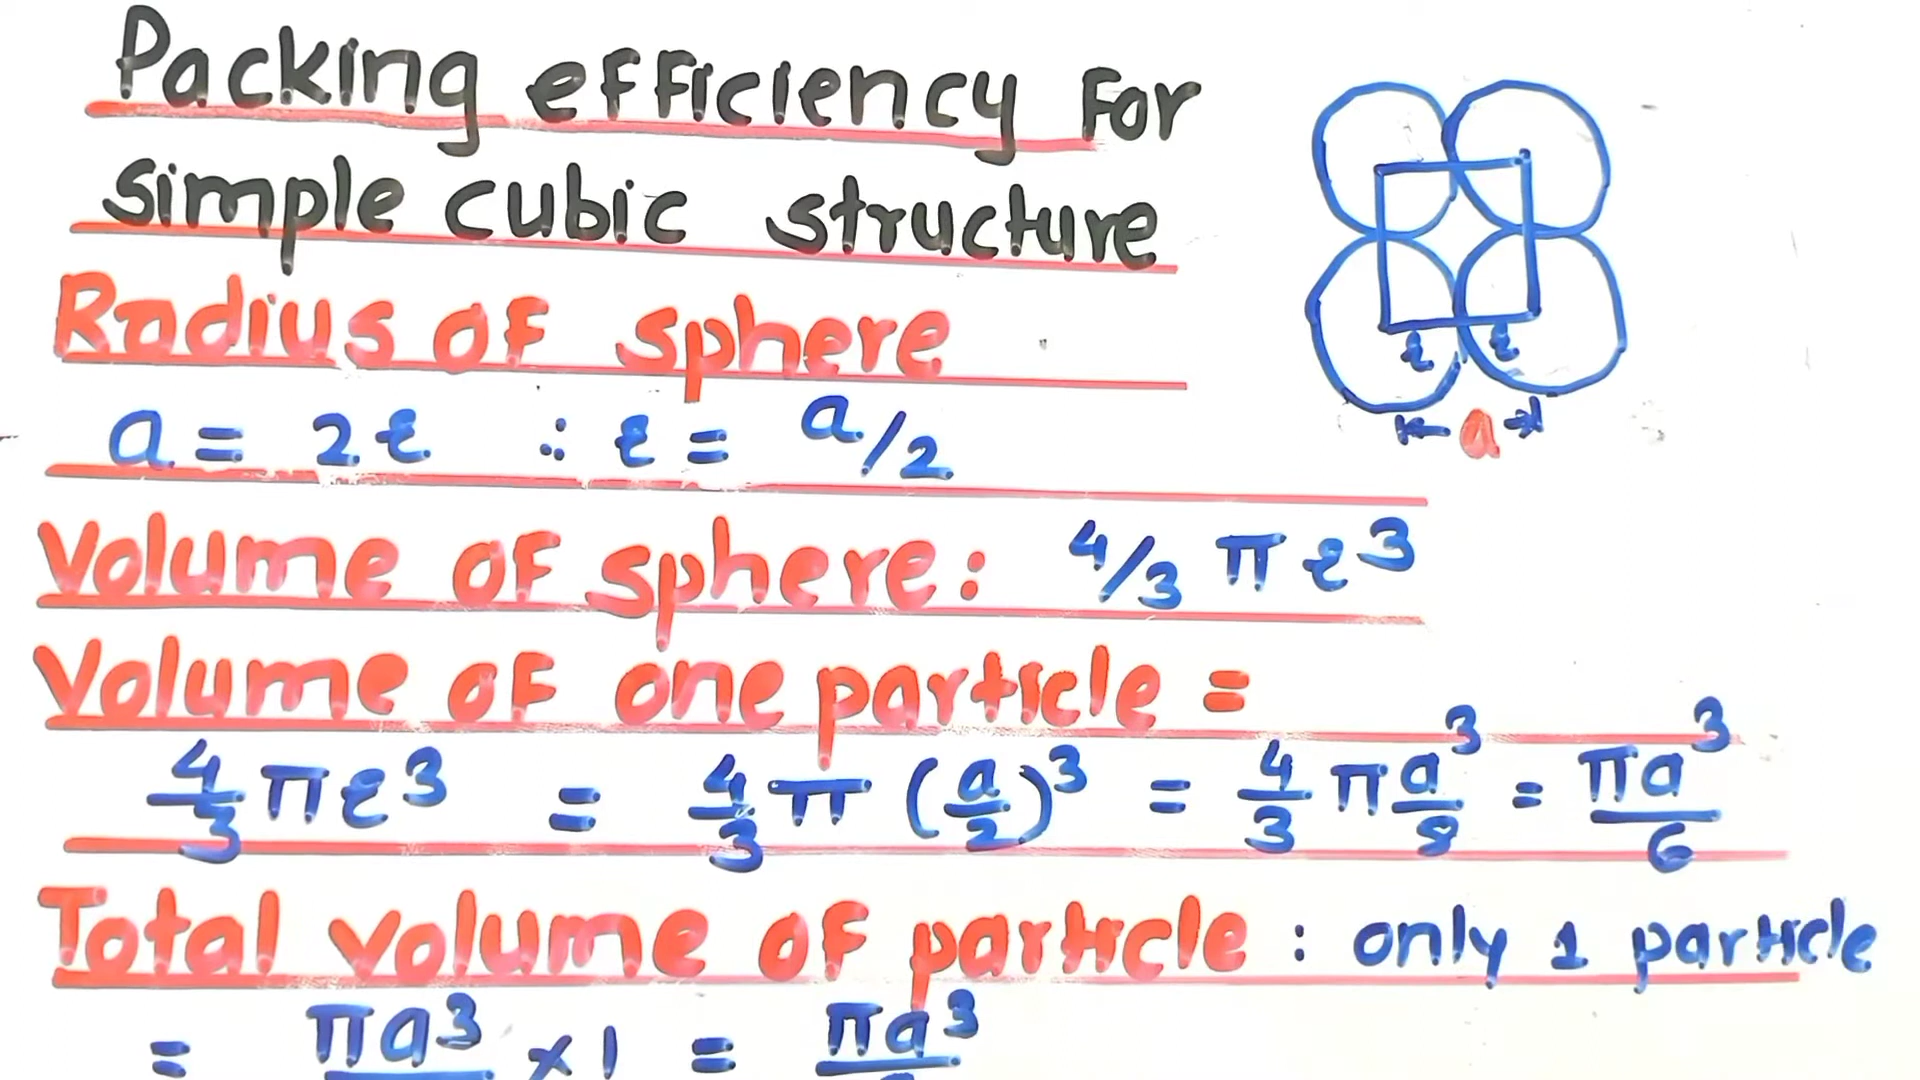 Packing efficiency For
simple cubic structure
Radius of sphere
a = 2r ∴ r = a/2
r r
a
Volume of sphere: 4/3 π r³
Volume of one particle =
4/3 πr³ = 4/3 π (a/2)³ = 4/3 π a³/8 = πa³/6
Total volume of particle : only 1 particle
= πa³ × 1 = πa³